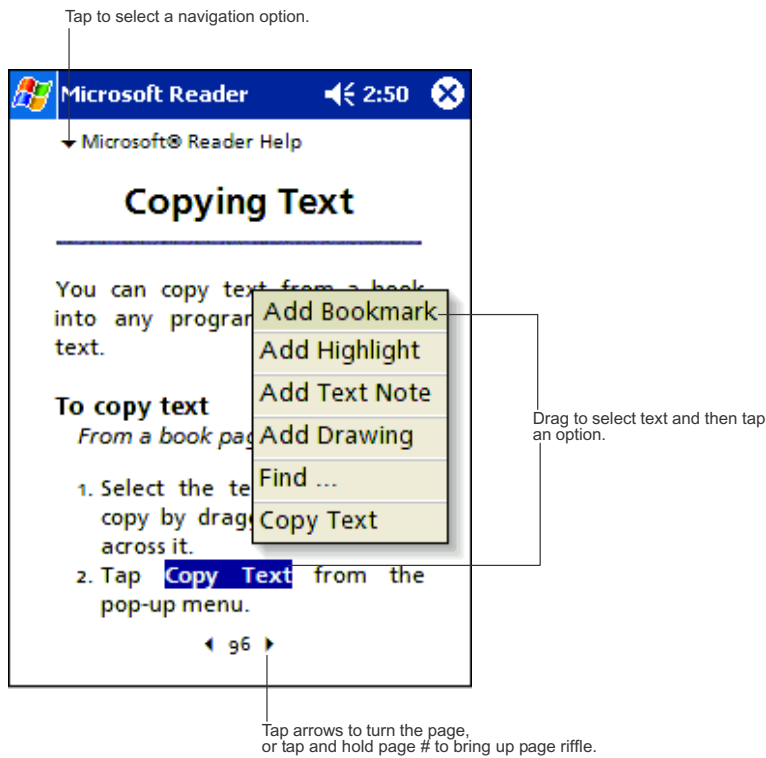 Tap to select a navigation option.
Microsoft Reader 2:50
Microsoft® Reader Help
Copying Text
You can copy text from a book
into any program
text.
To copy text
From a book pag
1. Select the te
copy by dragg
across it.
2. Tap Copy Text from the
pop-up menu.
96
Add Bookmark
Add Highlight
Add Text Note
Add Drawing
Find ...
Copy Text
Drag to select text and then tap
an option.
Tap arrows to turn the page,
or tap and hold page # to bring up page riffle.